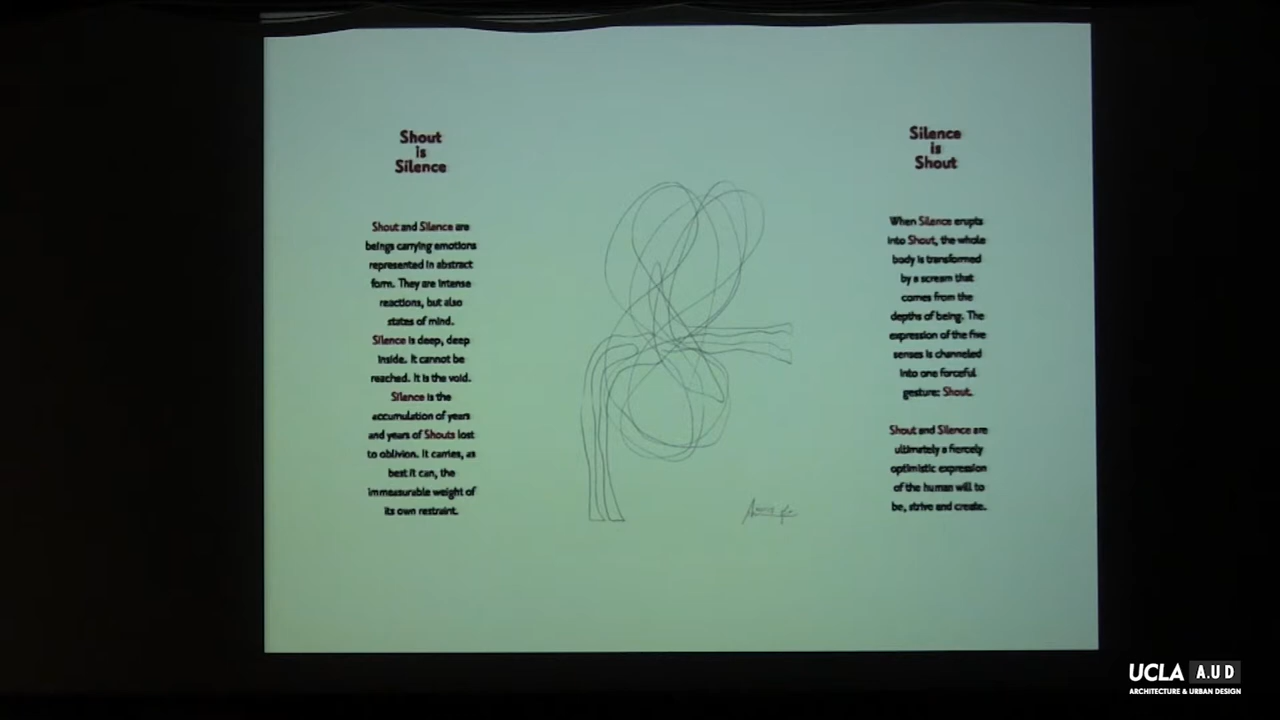 Shout
is
Silence
Shout and Silence are
beings carrying emotions
represented in abstract
form. They are intense
reactions, but also
states of mind.
Silence is deep, deep
inside. It cannot be
reached. It is the void.
Silence is the
accumulation of years
and years of Shouts lost
to oblivion. It carries, as
best it can, the
immeasurable weight of
its own restraint.
Silence
is
Shout
When Silence erupts
into Shout, the whole
body is transformed
by a scream that
comes from the
depths of being. The
expression of the five
senses is channeled
into one forceful
gesture: Shout.
Shout and Silence are
ultimately a fiercely
optimistic expression
of the human will to
be, strive and create.
UCLA A.UD
ARCHITECTURE & URBAN DESIGN